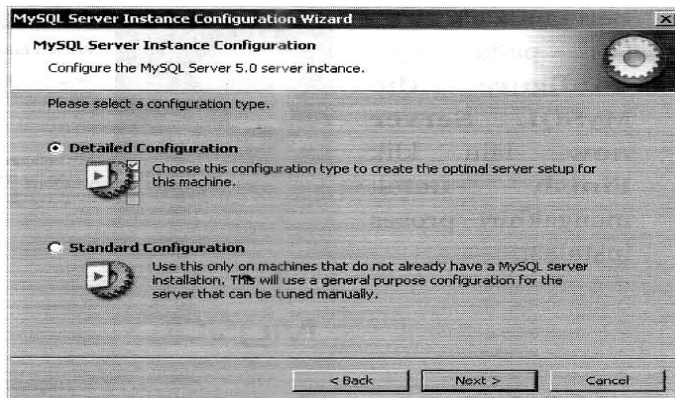 MySQL Server Instance Configuration Wizard
MySQL Server Instance Configuration
Configure the MySQL Server 5.0 server instance.
Please select a configuration type.
Detailed Configuration
Choose this configuration type to create the optimal server setup for
this machine.
Standard Configuration
Use this only on machines that do not already have a MySQL server
installation. This will use a general purpose configuration for the
server that can be tuned manually.
< Back
Next >
Cancel